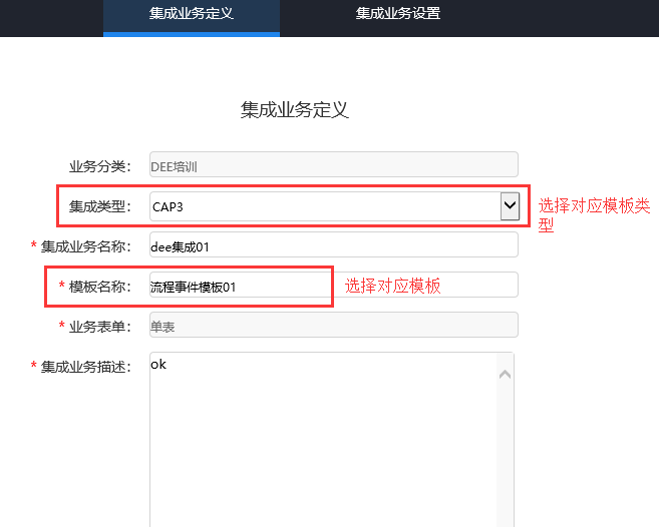 集成业务定义 集成业务设置
集成业务定义
业务分类： DEE培训
集成类型： CAP3 选择对应模板类
型
* 集成业务名称： dee集成01
* 模板名称： 流程事件模板01 选择对应模板
* 业务表单： 单表
* 集成业务描述： ok